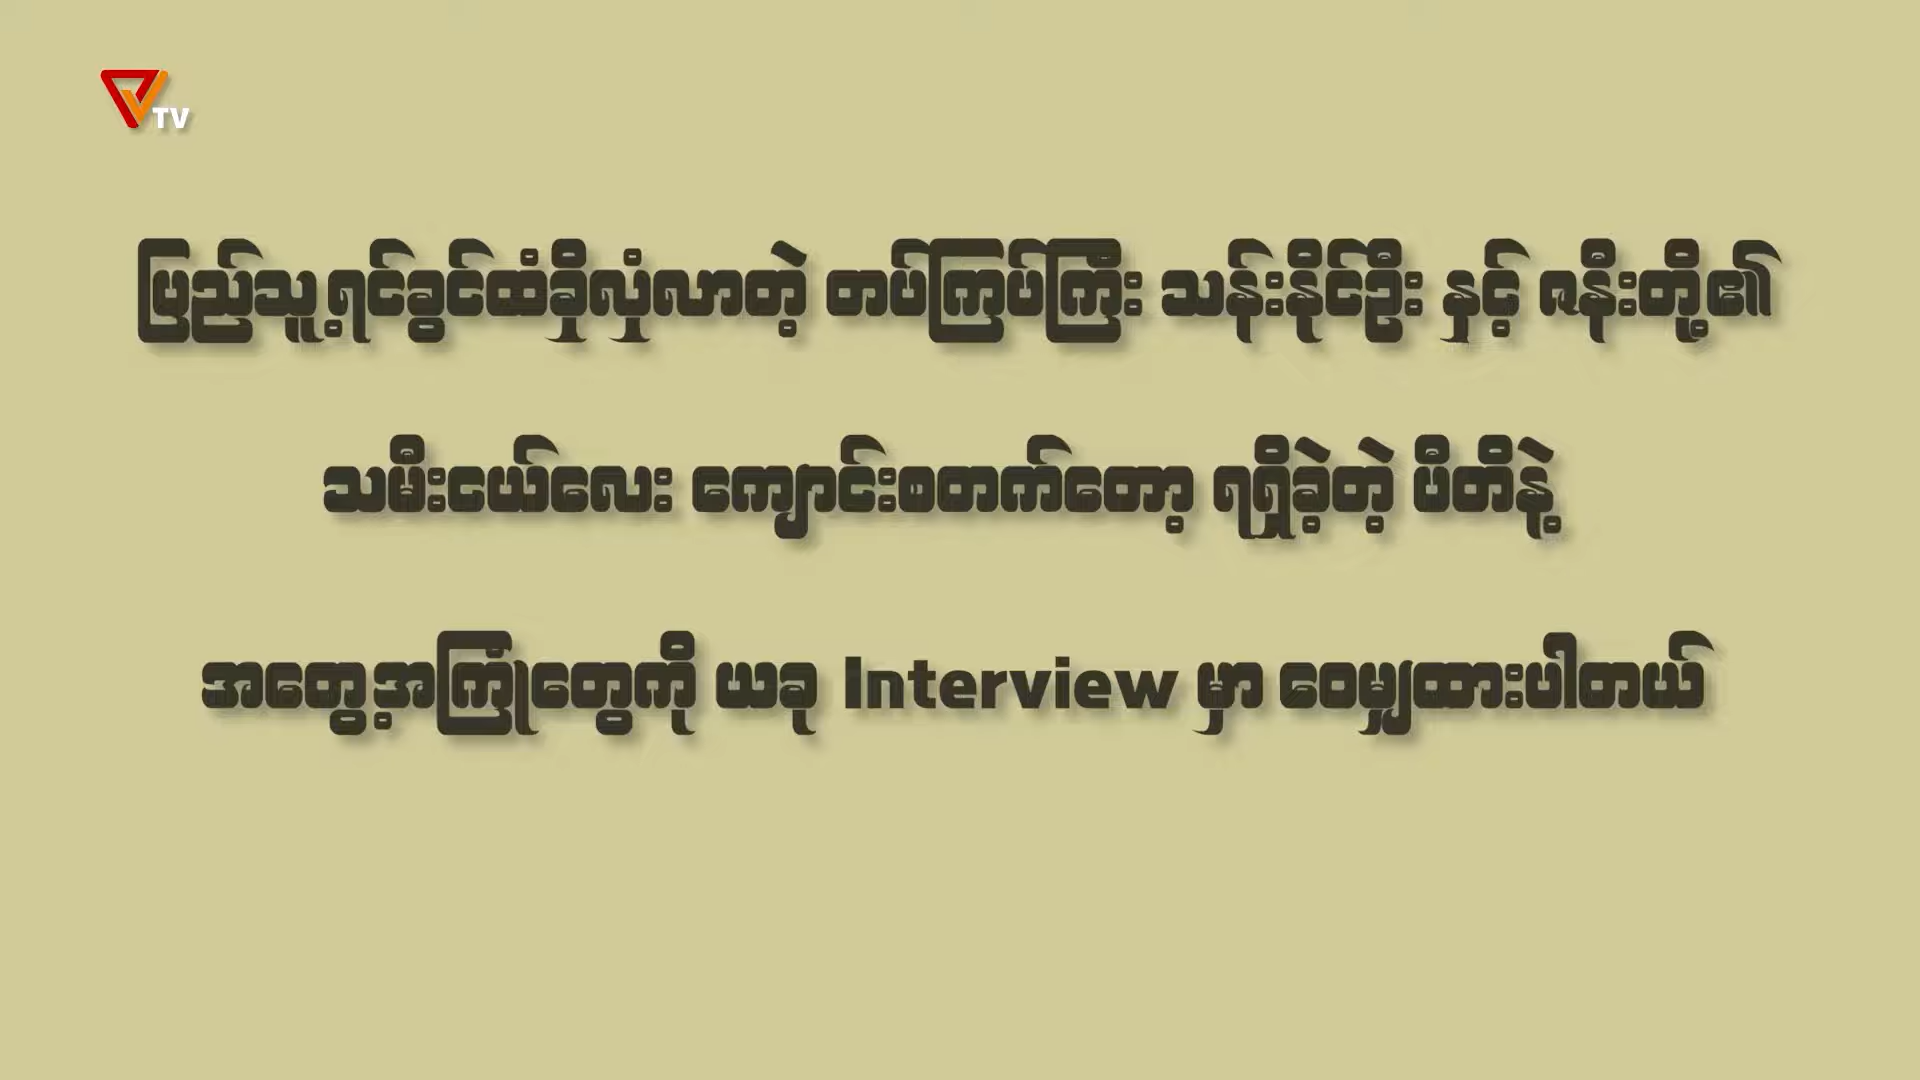 TV
ပြည်သူ့ရင်ခွင်ထံခိုလှုံလာတဲ့ တပ်ကြပ်ကြီး သန်းနိုင်ဦး နှင့် ဇနီးတို့၏
သမီးငယ်လေး ကျောင်းစတက်တော့ ရရှိခဲ့တဲ့ ပီတိနဲ့
အတွေ့အကြုံတွေကို ယခု Interview မှာ ဝေမျှထားပါတယ်